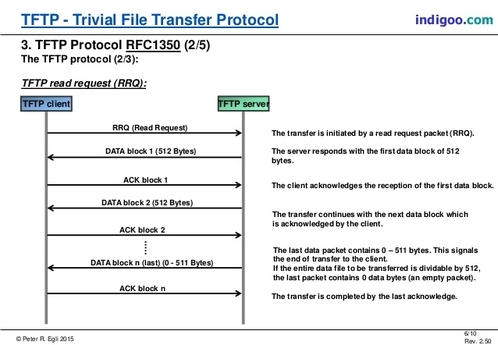 TFTP - Trivial File Transfer Protocol
indigoo.com
3. TFTP Protocol RFC1350 (2/5)
The TFTP protocol (2/3):
TFTP read request (RRQ):
TFTP client
TFTP server
RRQ (Read Request)
The transfer is initiated by a read request packet (RRQ).
DATA block 1 (512 Bytes)
The server responds with the first data block of 512
bytes.
ACK block 1
The client acknowledges the reception of the first data block.
DATA block 2 (512 Bytes)
The transfer continues with the next data block which
is acknowledged by the client.
ACK block 2
The last data packet contains 0 – 511 bytes. This signals
the end of transfer to the client.
If the entire data file to be transferred is dividable by 512,
the last packet contains 0 data bytes (an empty packet).
DATA block n (last) (0 - 511 Bytes)
ACK block n
The transfer is completed by the last acknowledge.
© Peter R. Egli 2015
6/10
Rev. 2.50